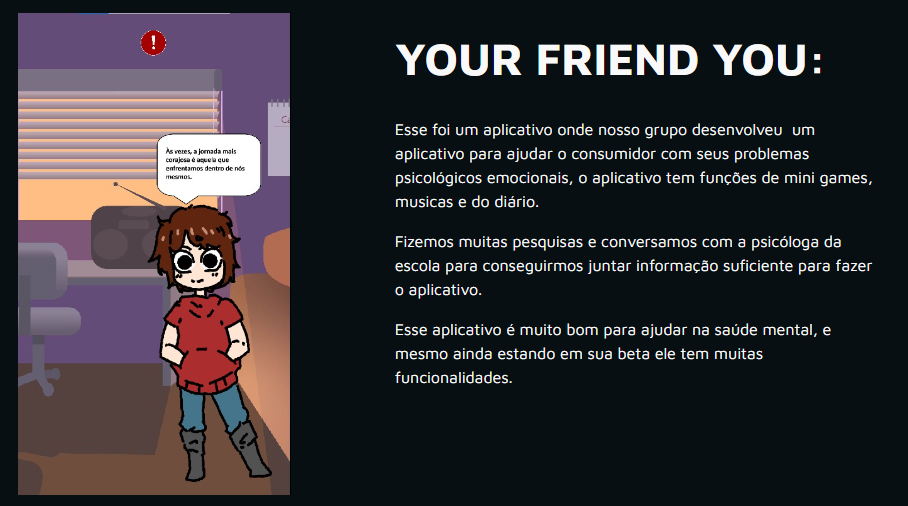 !
YOUR FRIEND YOU:
Às vezes, a jornada mais
corajosa é aquela que
enfrentamos dentro de nós
mesmos.
Esse foi um aplicativo onde nosso grupo desenvolveu um
aplicativo para ajudar o consumidor com seus problemas
psicológicos emocionais, o aplicativo tem funções de mini games,
musicas e do diário.
Fizemos muitas pesquisas e conversamos com a psicóloga da
escola para conseguirmos juntar informação suficiente para fazer
o aplicativo.
Esse aplicativo é muito bom para ajudar na saúde mental, e
mesmo ainda estando em sua beta ele tem muitas
funcionalidades.